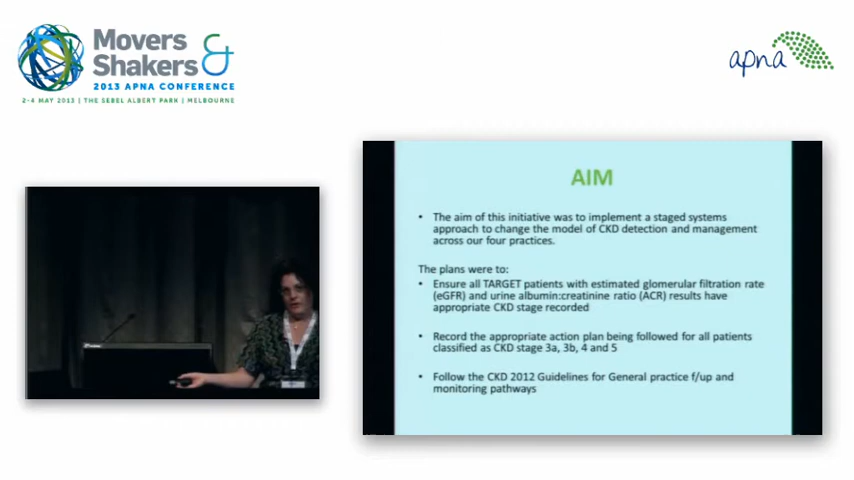 Movers
Shakers &
2013 APNA CONFERENCE
2-4 MAY 2013 | THE SEBEL ALBERT PARK | MELBOURNE
apna
AIM
• The aim of this initiative was to implement a staged systems
approach to change the model of CKD detection and management
across our four practices.
The plans were to:
• Ensure all TARGET patients with estimated glomerular filtration rate
(eGFR) and urine albumin:creatinine ratio (ACR) results have
appropriate CKD stage recorded
• Record the appropriate action plan being followed for all patients
classified as CKD stage 3a, 3b, 4 and 5
• Follow the CKD 2012 Guidelines for General practice f/up and
monitoring pathways